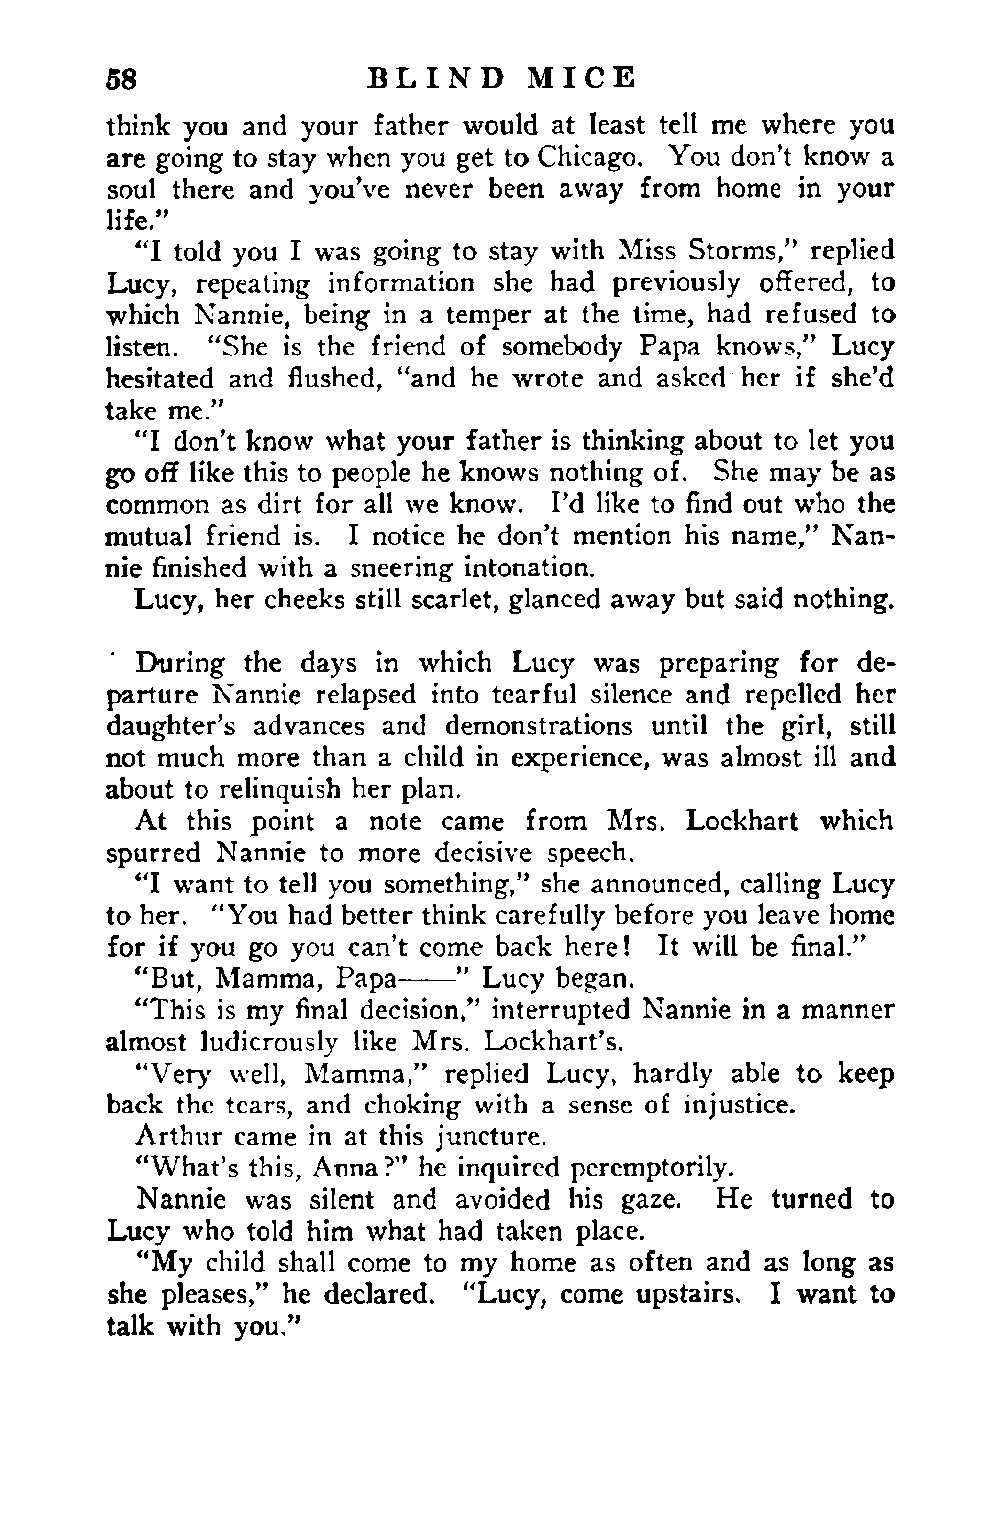 58 BLIND MICE
think you and your father would at least tell me where you
are going to stay when you get to Chicago. You don't know a
soul there and you've never been away from home in your
life."
"I told you I was going to stay with Miss Storms," replied
Lucy, repeating information she had previously offered, to
which Nannie, being in a temper at the time, had refused to
listen. "She is the friend of somebody Papa knows," Lucy
hesitated and flushed, "and he wrote and asked her if she'd
take me."
"I don't know what your father is thinking about to let you
go off like this to people he knows nothing of. She may be as
common as dirt for all we know. I'd like to find out who the
mutual friend is. I notice he don't mention his name," Nan-
nie finished with a sneering intonation.
Lucy, her cheeks still scarlet, glanced away but said nothing.
During the days in which Lucy was preparing for de-
parture Nannie relapsed into tearful silence and repelled her
daughter's advances and demonstrations until the girl, still
not much more than a child in experience, was almost ill and
about to relinquish her plan.
At this point a note came from Mrs. Lockhart which
spurred Nannie to more decisive speech.
"I want to tell you something," she announced, calling Lucy
to her. "You had better think carefully before you leave home
for if you go you can't come back here! It will be final."
"But, Mamma, Papa——" Lucy began.
"This is my final decision," interrupted Nannie in a manner
almost ludicrously like Mrs. Lockhart's.
"Very well, Mamma," replied Lucy, hardly able to keep
back the tears, and choking with a sense of injustice.
Arthur came in at this juncture.
"What's this, Anna?" he inquired peremptorily.
Nannie was silent and avoided his gaze. He turned to
Lucy who told him what had taken place.
"My child shall come to my home as often and as long as
she pleases," he declared. "Lucy, come upstairs. I want to
talk with you."